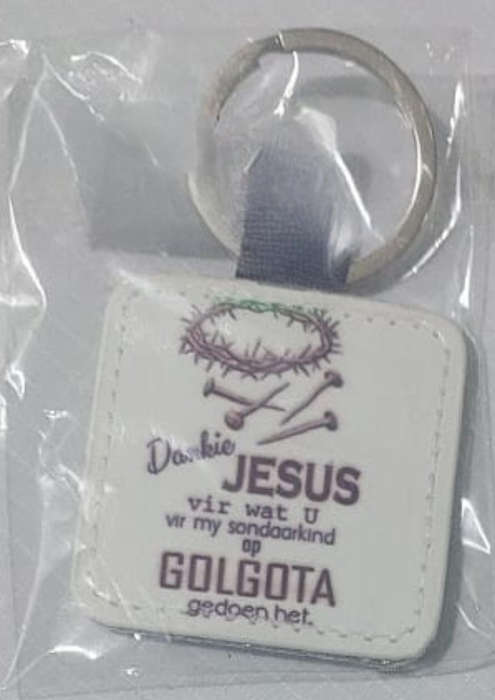 Dankie
JESUS
vir wat U
vir my sondaarkind
op
GOLGOTA
gedoen het.